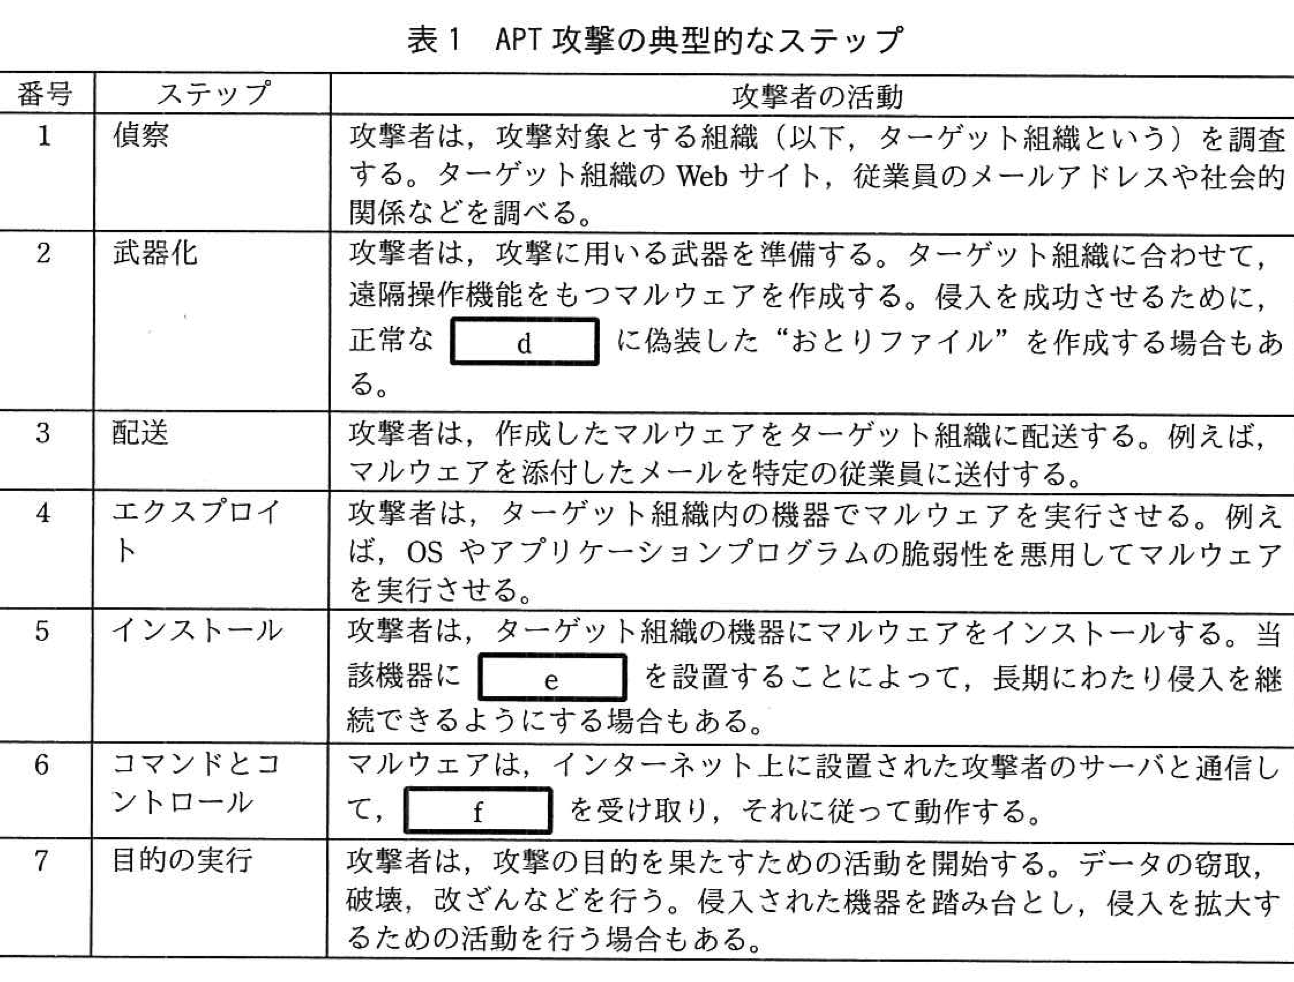 表1　APT 攻撃の典型的なステップ
番号　ステップ　攻撃者の活動
1　偵察　攻撃者は，攻撃対象とする組織（以下，ターゲット組織という）を調査
する。ターゲット組織の Web サイト，従業員のメールアドレスや社会的
関係などを調べる。
2　武器化　攻撃者は，攻撃に用いる武器を準備する。ターゲット組織に合わせて，
遠隔操作機能をもつマルウェアを作成する。侵入を成功させるために，
正常な d に偽装した“おとりファイル”を作成する場合もあ
る。
3　配送　攻撃者は，作成したマルウェアをターゲット組織に配送する。例えば，
マルウェアを添付したメールを特定の従業員に送付する。
4　エクスプロイ　攻撃者は，ターゲット組織内の機器でマルウェアを実行させる。例え
ト　ば，OS やアプリケーションプログラムの脆弱性を悪用してマルウェア
を実行させる。
5　インストール　攻撃者は，ターゲット組織の機器にマルウェアをインストールする。当
該機器に e を設置することによって，長期にわたり侵入を継
続できるようにする場合もある。
6　コマンドとコ　マルウェアは，インターネット上に設置された攻撃者のサーバと通信し
ントロール　て， f を受け取り，それに従って動作する。
7　目的の実行　攻撃者は，攻撃の目的を果たすための活動を開始する。データの窃取，
破壊，改ざんなどを行う。侵入された機器を踏み台とし，侵入を拡大す
るための活動を行う場合もある。